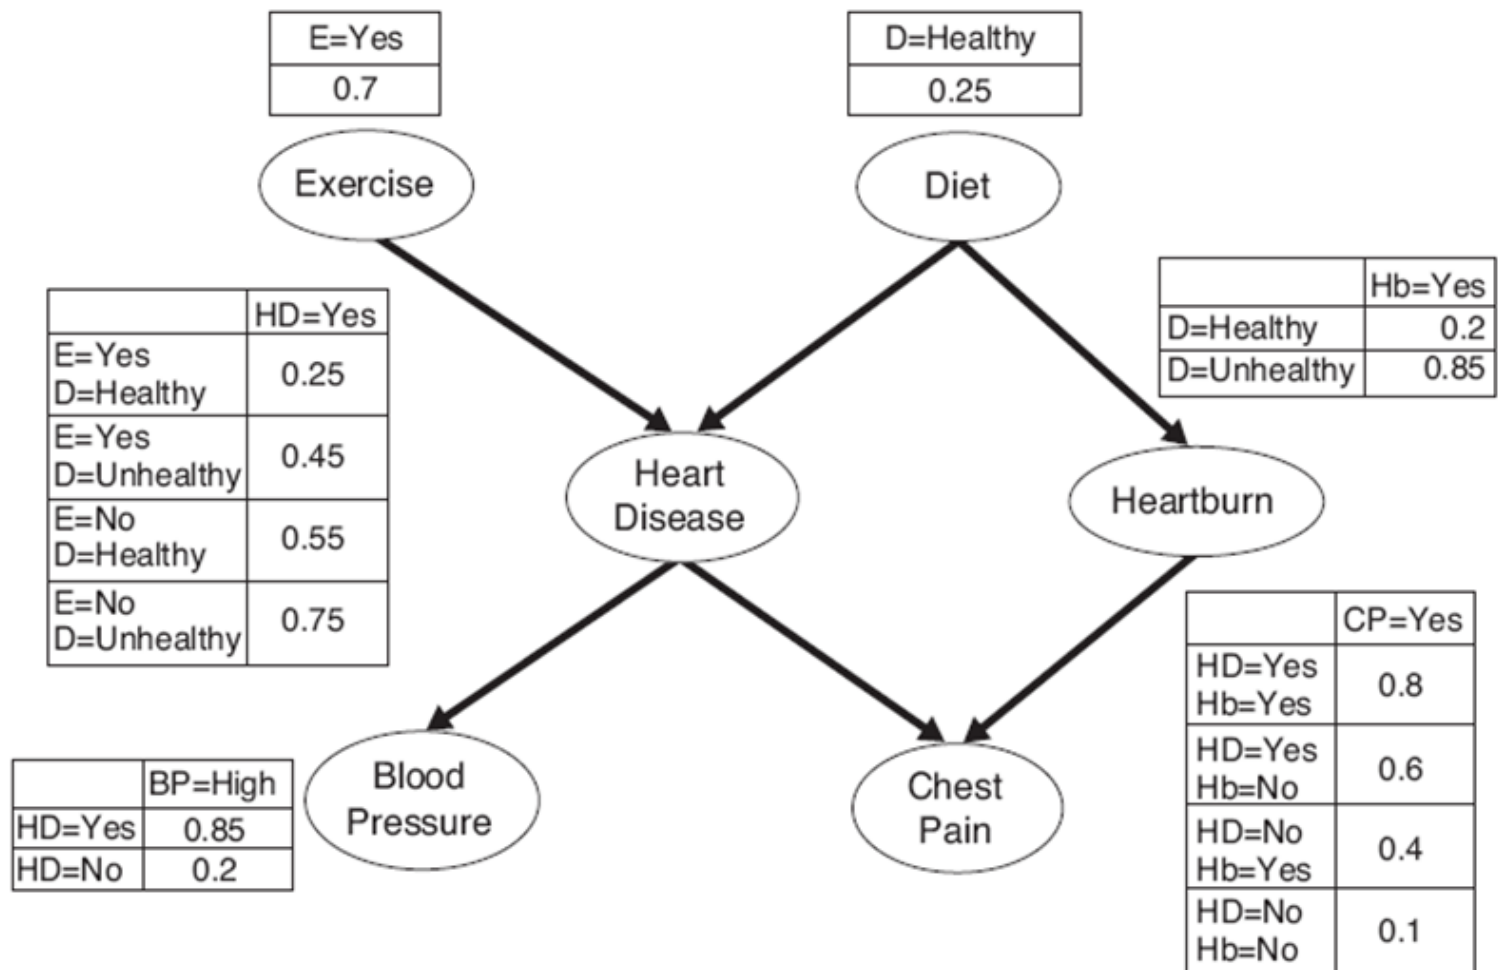 E=Yes
0.7
D=Healthy
0.25
Exercise
Diet
HD=Yes
E=Yes
D=Healthy
0.25
E=Yes
D=Unhealthy
0.45
E=No
D=Healthy
0.55
E=No
D=Unhealthy
0.75
Hb=Yes
D=Healthy 0.2
D=Unhealthy 0.85
Heart
Disease
Heartburn
BP=High
HD=Yes 0.85
HD=No 0.2
Blood
Pressure
Chest
Pain
CP=Yes
HD=Yes
Hb=Yes
0.8
HD=Yes
Hb=No
0.6
HD=No
Hb=Yes
0.4
HD=No
Hb=No
0.1